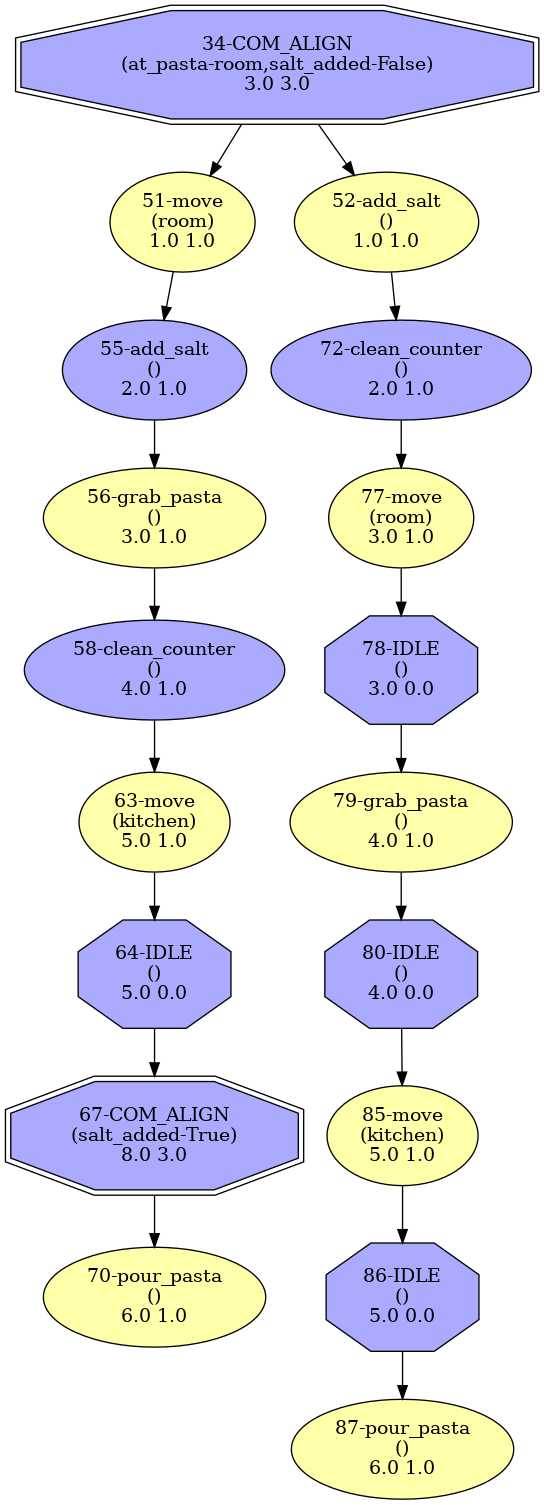 34-COM_ALIGN
(at_pasta-room,salt_added-False)
3.0 3.0
51-move
(room)
1.0 1.0
52-add_salt
()
1.0 1.0
55-add_salt
()
2.0 1.0
72-clean_counter
()
2.0 1.0
56-grab_pasta
()
3.0 1.0
77-move
(room)
3.0 1.0
58-clean_counter
()
4.0 1.0
78-IDLE
()
3.0 0.0
63-move
(kitchen)
5.0 1.0
79-grab_pasta
()
4.0 1.0
64-IDLE
()
5.0 0.0
80-IDLE
()
4.0 0.0
67-COM_ALIGN
(salt_added-True)
8.0 3.0
85-move
(kitchen)
5.0 1.0
70-pour_pasta
()
6.0 1.0
86-IDLE
()
5.0 0.0
87-pour_pasta
()
6.0 1.0